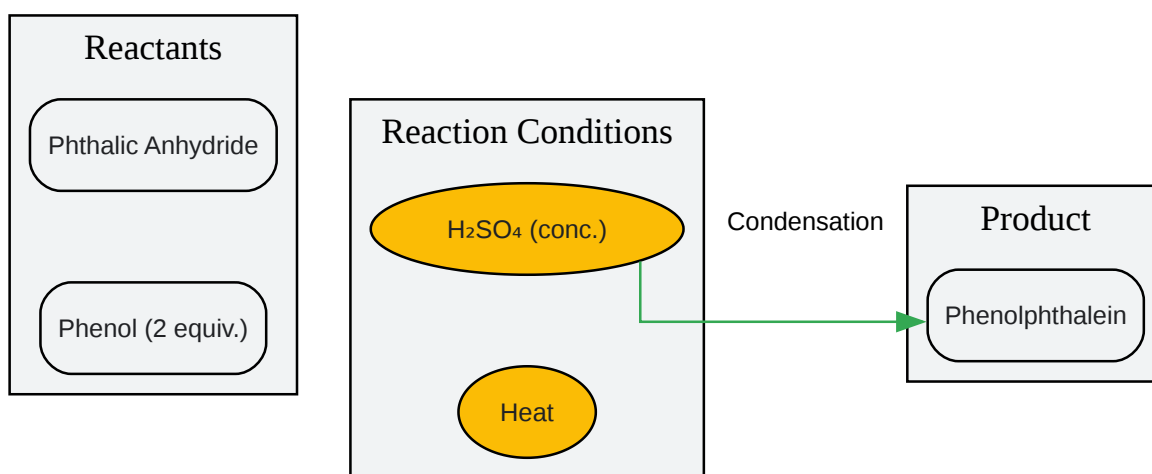 Reactants
Phthalic Anhydride
Phenol (2 equiv.)
Reaction Conditions
H₂SO₄ (conc.)
Heat
Condensation
Product
Phenolphthalein